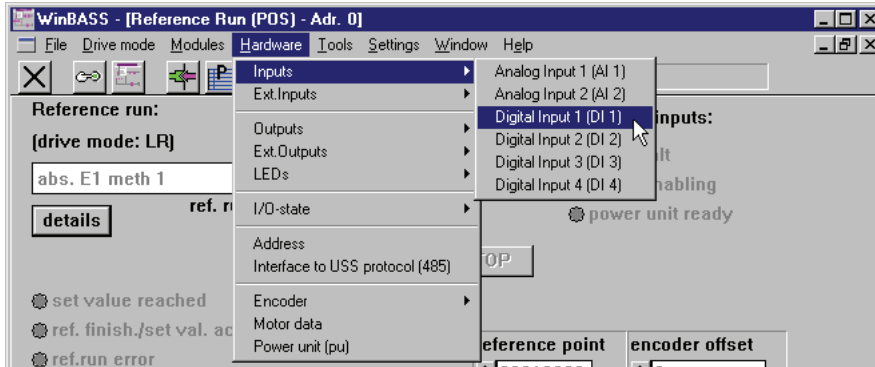 WinBASS - [Reference Run (POS) - Adr. 0]
File Drive mode Modules Hardware Tools Settings Window Help
Inputs
Ext.Inputs
Outputs
Ext.Outputs
LEDs
I/O-state
Address
Interface to USS protocol (485)
Encoder
Motor data
Power unit (pu)
Analog Input 1 (AI 1)
Analog Input 2 (AI 2)
Digital Input 1 (DI 1)
Digital Input 2 (DI 2)
Digital Input 3 (DI 3)
Digital Input 4 (DI 4)
Reference run:
(drive mode: LR)
abs. E1 meth 1
details
ref.
inputs:
power unit ready
set value reached
ref. finish./set val.
ref.run error
point
encoder offset